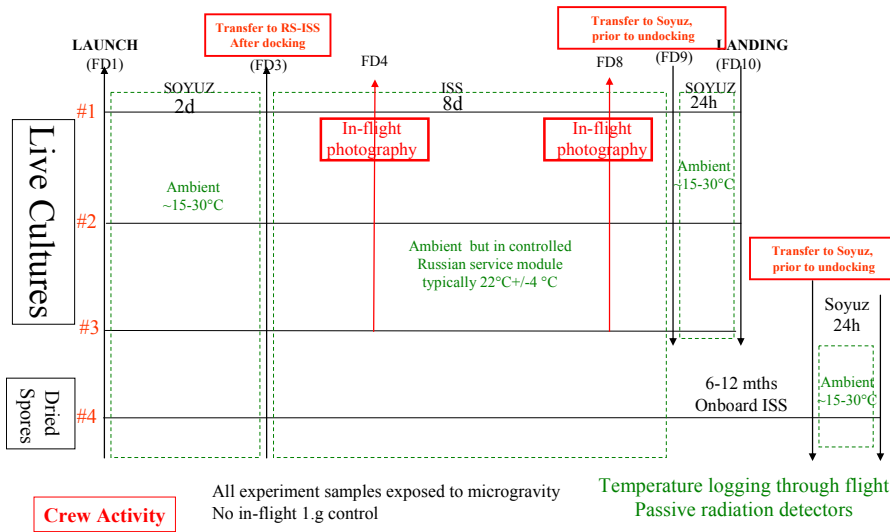 Transfer to RS-ISS
After docking
Transfer to Soyuz,
prior to undocking
LAUNCH
(FD1)
(FD3)
FD4
FD8
(FD9)
LANDING
(FD10)
SOYUZ
2d
ISS
8d
SOYUZ
24h
#1
In-flight
photography
In-flight
photography
Live Cultures
Ambient
~15-30°C
Ambient
~15-30°C
#2
Ambient but in controlled
Russian service module
typically 22°C+/-4 °C
Transfer to Soyuz,
prior to undocking
#3
Soyuz
24h
Dried
Spores
6-12 mths
Onboard ISS
Ambient
~15-30°C
#4
Crew Activity
All experiment samples exposed to microgravity
No in-flight 1.g control
Temperature logging through flight
Passive radiation detectors